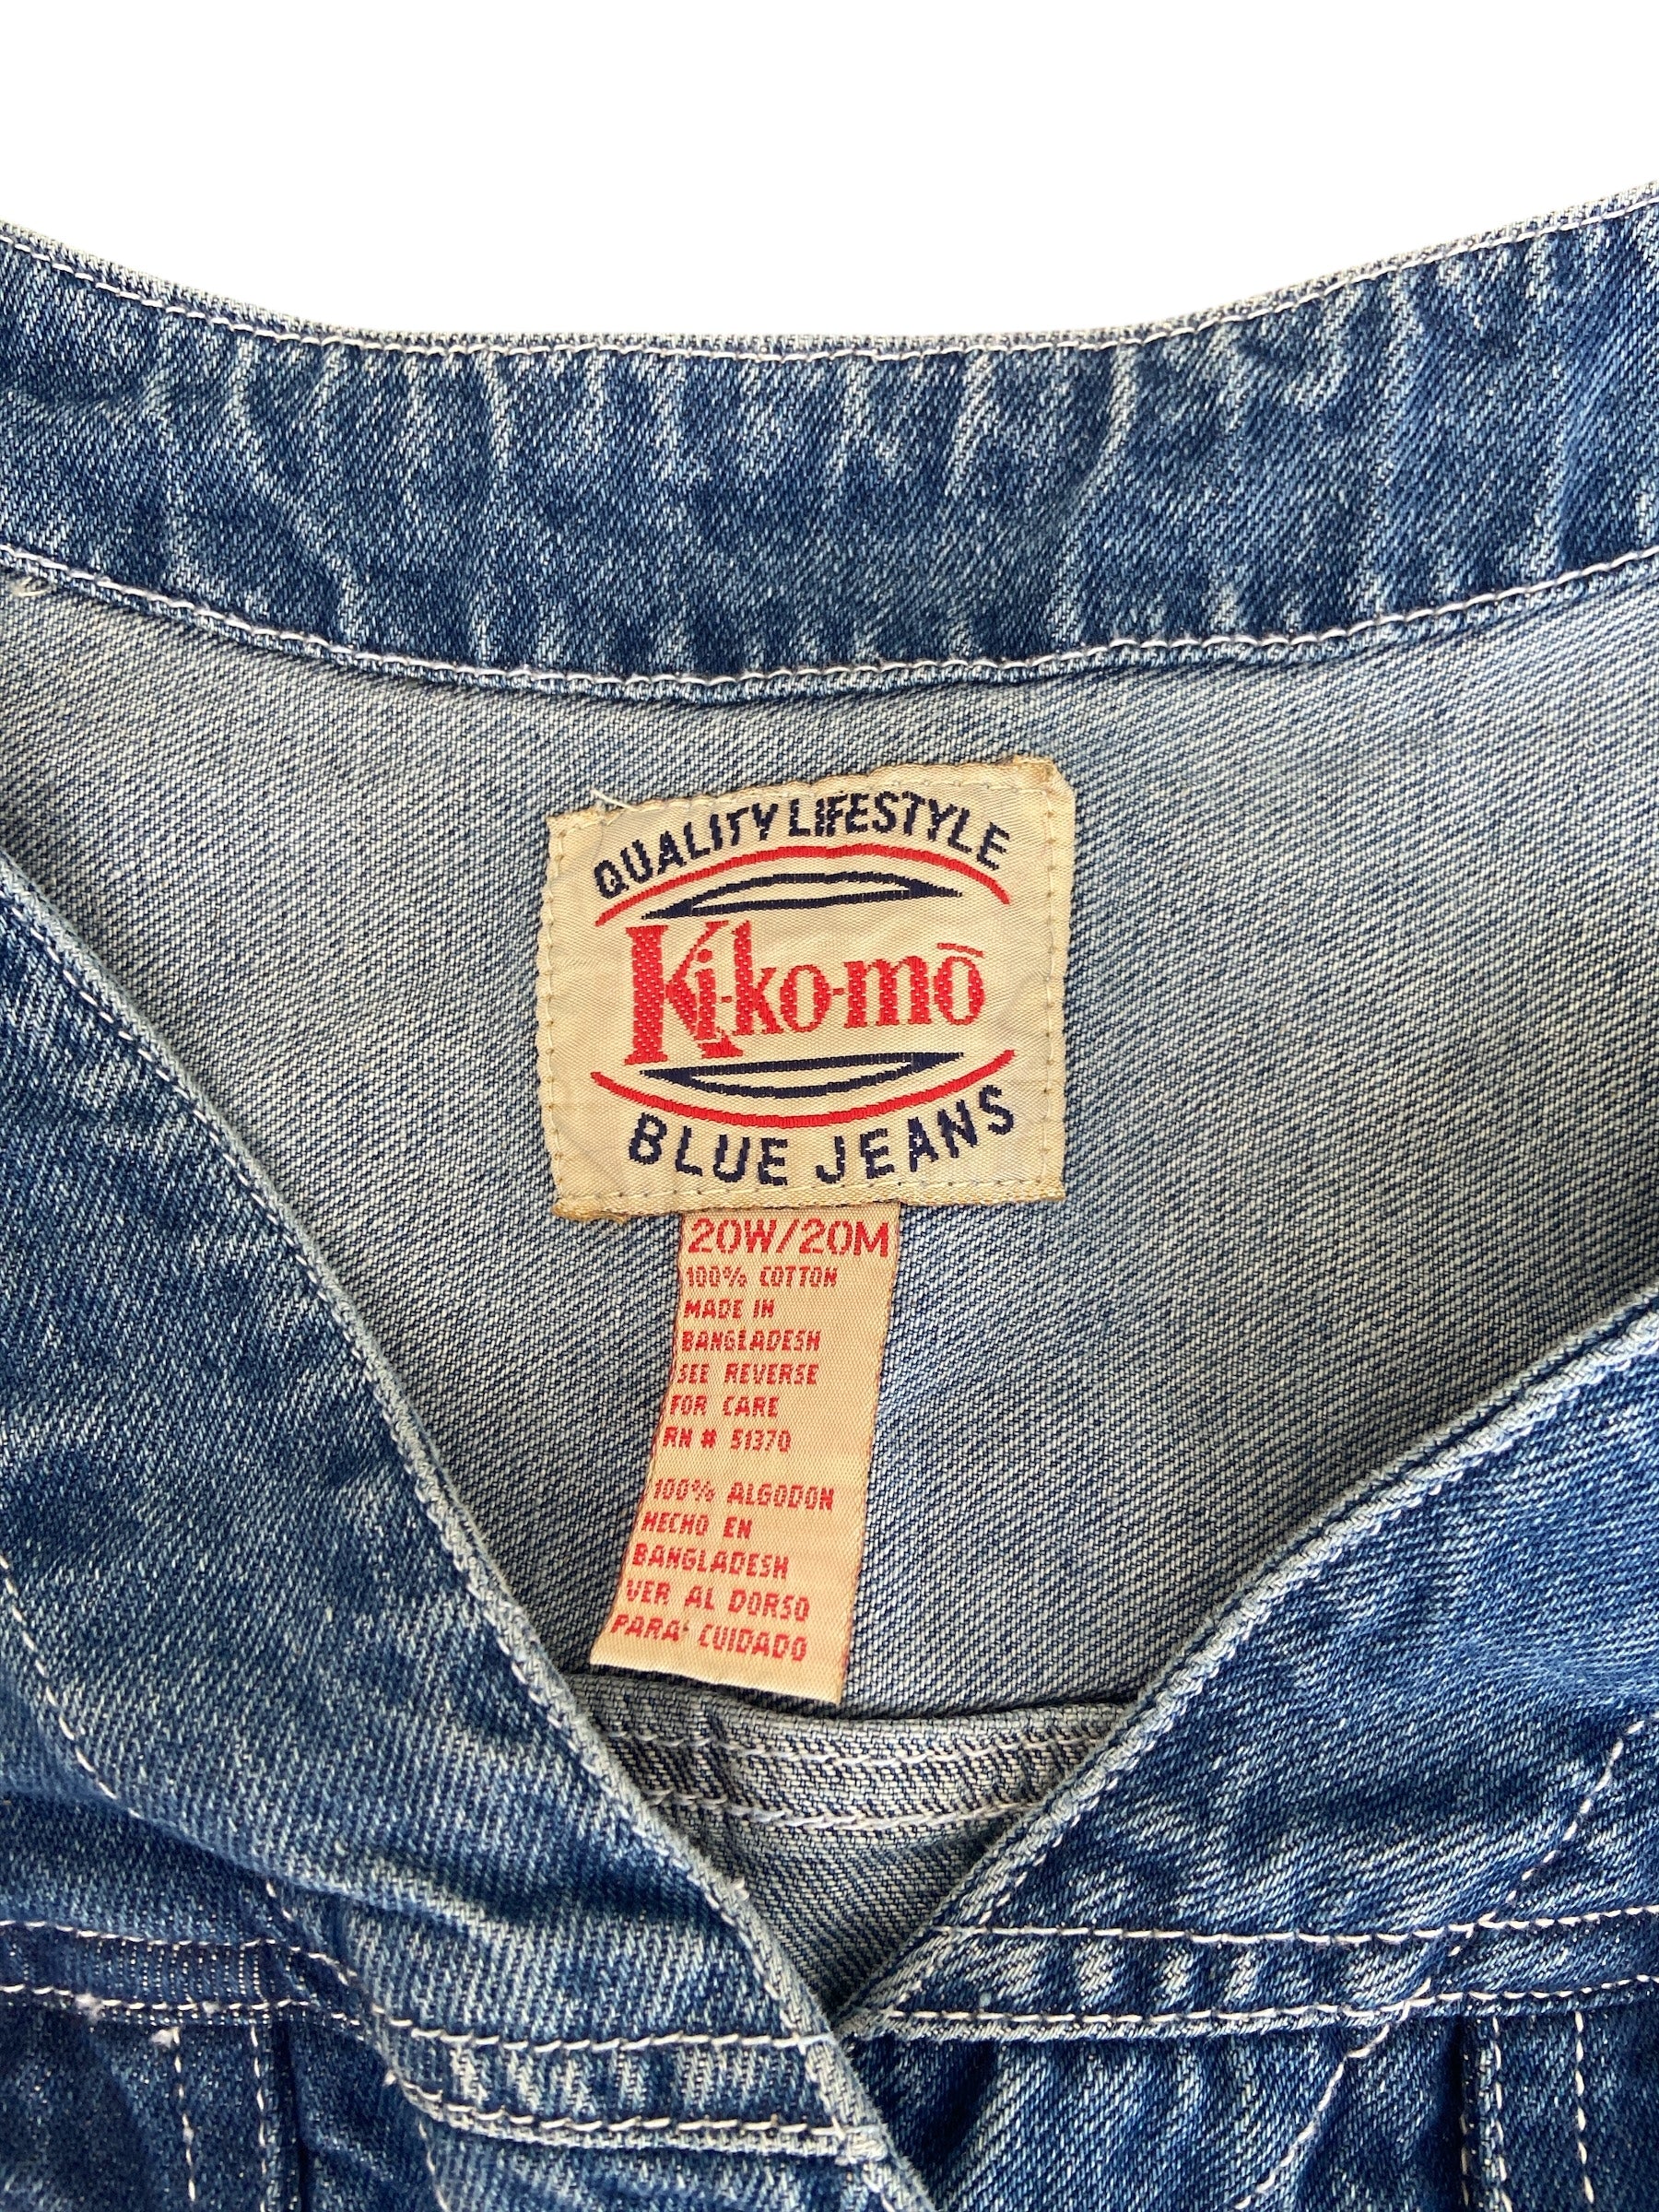 QUALITY LIFESTYLE
Ki-ko-mō
BLUE JEANS
20W/20M
100% COTTON
MADE IN
BANGLADESH
SEE REVERSE
FOR CARE
RN # 51370
100% ALGODON
HECHO EN
BANGLADESH
VER AL DORSO
PARA' CUIDADO